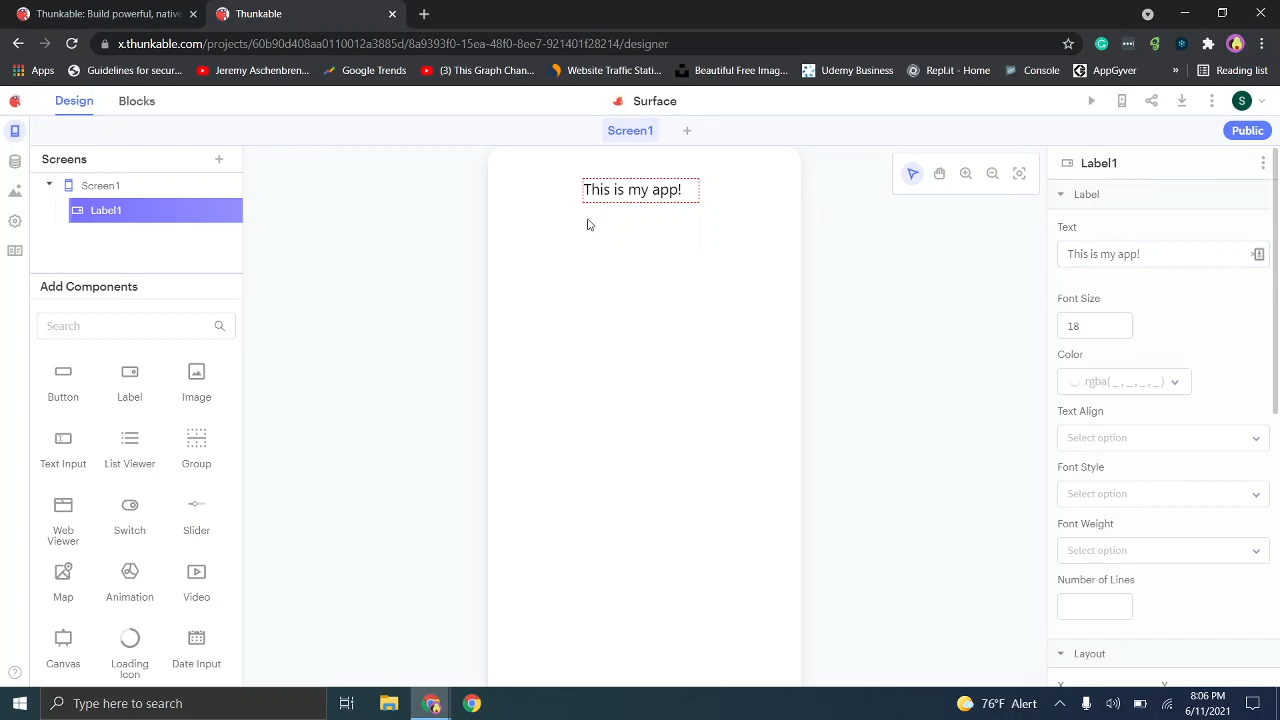 Thunkable: Build powerful, native
Thunkable
x.thunkable.com/projects/60b90d408aa0110012a3885d/8a9393f0-15ea-48f0-8ee7-921401f28214/designer
Apps
Guidelines for secur...
Jeremy Aschenbren...
Google Trends
(3) This Graph Chan...
Website Traffic Stati...
Beautiful Free Imag...
Udemy Business
Repl.it - Home
Console
AppGyver
»
Reading list
Design
Blocks
Surface
S
Screen1
+
Public
Screens
+
Screen1
Label1
This is my app!
Add Components
Search
Button
Label
Image
Text Input
List Viewer
Group
Web Viewer
Switch
Slider
Map
Animation
Video
Canvas
Loading Icon
Date Input
Label1
Label
Text
This is my app!
Font Size
18
Color
rgba( _ , _ , _ , _ )
Text Align
Select option
Font Style
Select option
Font Weight
Select option
Number of Lines
Layout
Type here to search
76°F Alert
8:06 PM
6/11/2021